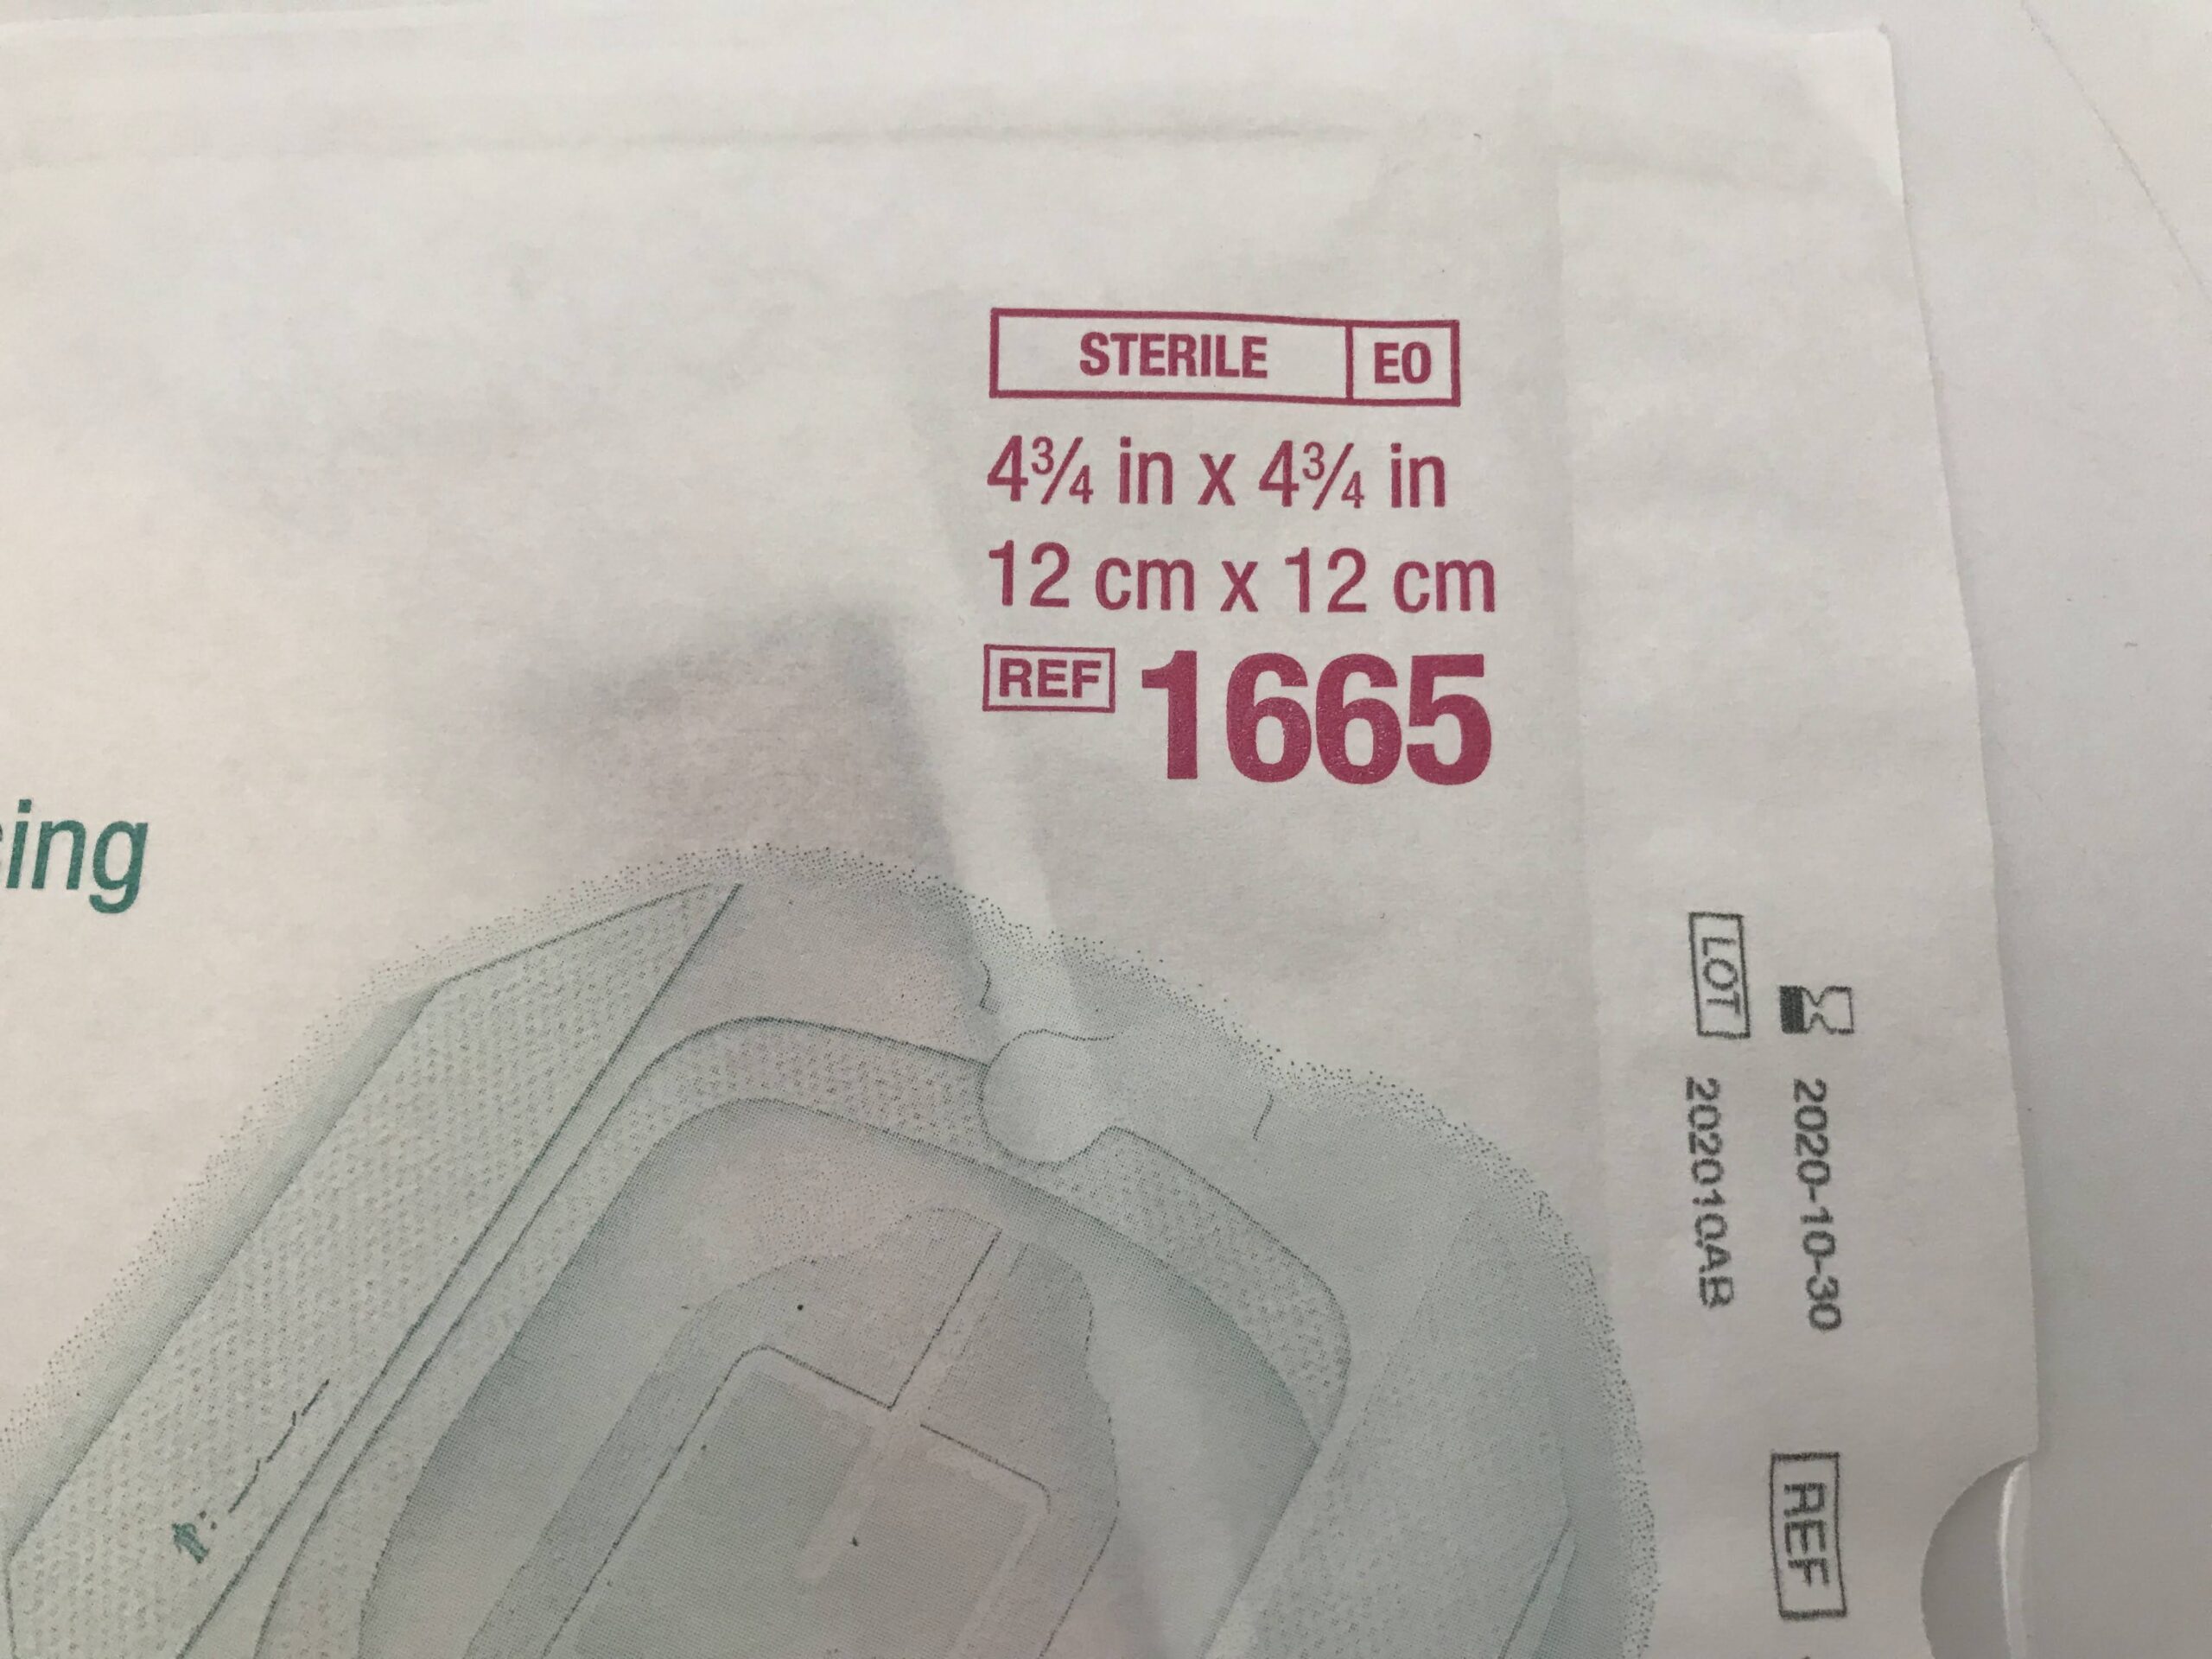 STERILE EO
4¾ in x 4¾ in
12 cm x 12 cm
REF 1665
ing
2020-10-30
LOT 202010AB
REF